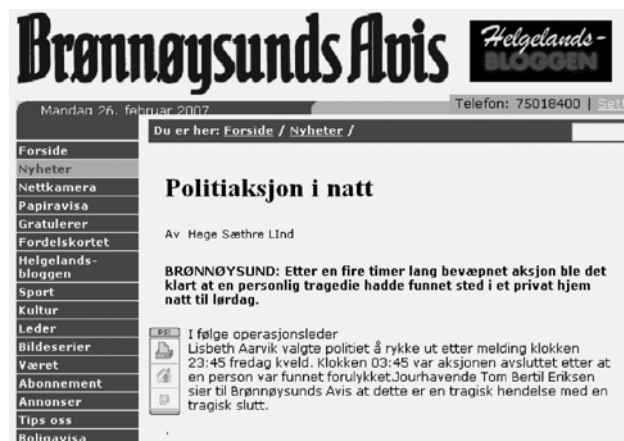 Brønnøysunds Avis
Helgelands-
BLOGGEN
Mandag 26. februar 2007
Telefon: 75018400 | Sett
Du er her: Forside / Nyheter /
Forside
Nyheter
Nettkamera
Papiravisa
Gratulerer
Fordelskortet
Helgelands-
bloggen
Sport
Kultur
Leder
Bildeserier
Været
Abonnement
Annonser
Tips oss
Boligavisa
Politiaksjon i natt
Av Hege Sæthre LInd
BRØNNØYSUND: Etter en fire timer lang bevæpnet aksjon ble det
klart at en personlig tragedie hadde funnet sted i et privat hjem
natt til lørdag.
PS!
I følge operasjonsleder
Lisbeth Aarvik valgte politiet å rykke ut etter melding klokken
23:45 fredag kveld. Klokken 03:45 var aksjonen avsluttet etter at
en person var funnet forulykket.Jourhavende Tom Bertil Eriksen
sier til Brønnøysunds Avis at dette er en tragisk hendelse med en
tragisk slutt.
.